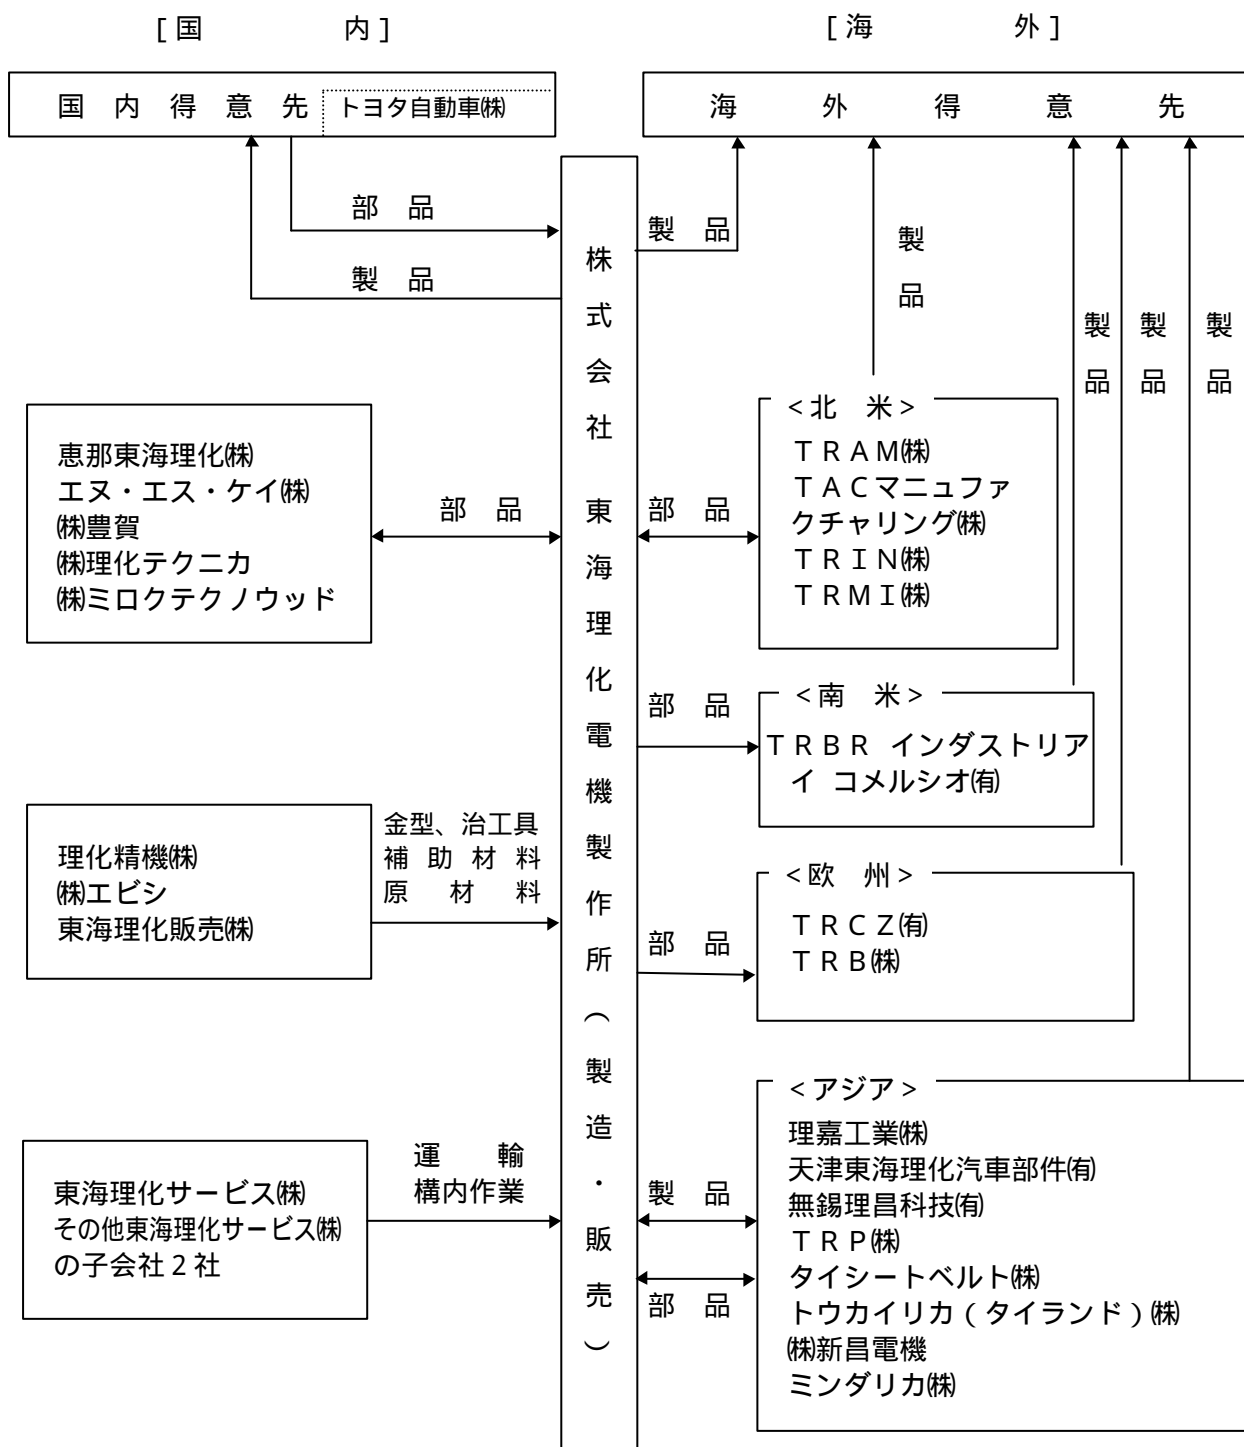 [国　　内]
[海　　外]
国内得意先
トヨタ自動車㈱
海外得意先
部品
製品
製品
製品
製品
製品
製品
株式会社 東海理化電機製作所（製造・販売）
恵那東海理化㈱
エヌ・エス・ケイ㈱
㈱豊賀
㈱理化テクニカ
㈱ミロクテクノウッド
部品
部品
<北米>
ＴＲＡＭ㈱
ＴＡＣマニュファ
クチャリング㈱
ＴＲＩＮ㈱
ＴＲＭＩ㈱
部品
<南米>
ＴＲＢＲ インダストリア
イ コメルシオ㈲
理化精機㈱
㈱エビシ
東海理化販売㈱
金型、治工具
補助材料
原材料
部品
<欧州>
ＴＲＣＺ㈲
ＴＲＢ㈱
東海理化サービス㈱
その他東海理化サービス㈱
の子会社２社
運輸
構内作業
製品
部品
<アジア>
理嘉工業㈱
天津東海理化汽車部件㈲
無錫理昌科技㈲
ＴＲＰ㈱
タイシートベルト㈱
トウカイリカ（タイランド）㈱
㈱新昌電機
ミンダリカ㈱